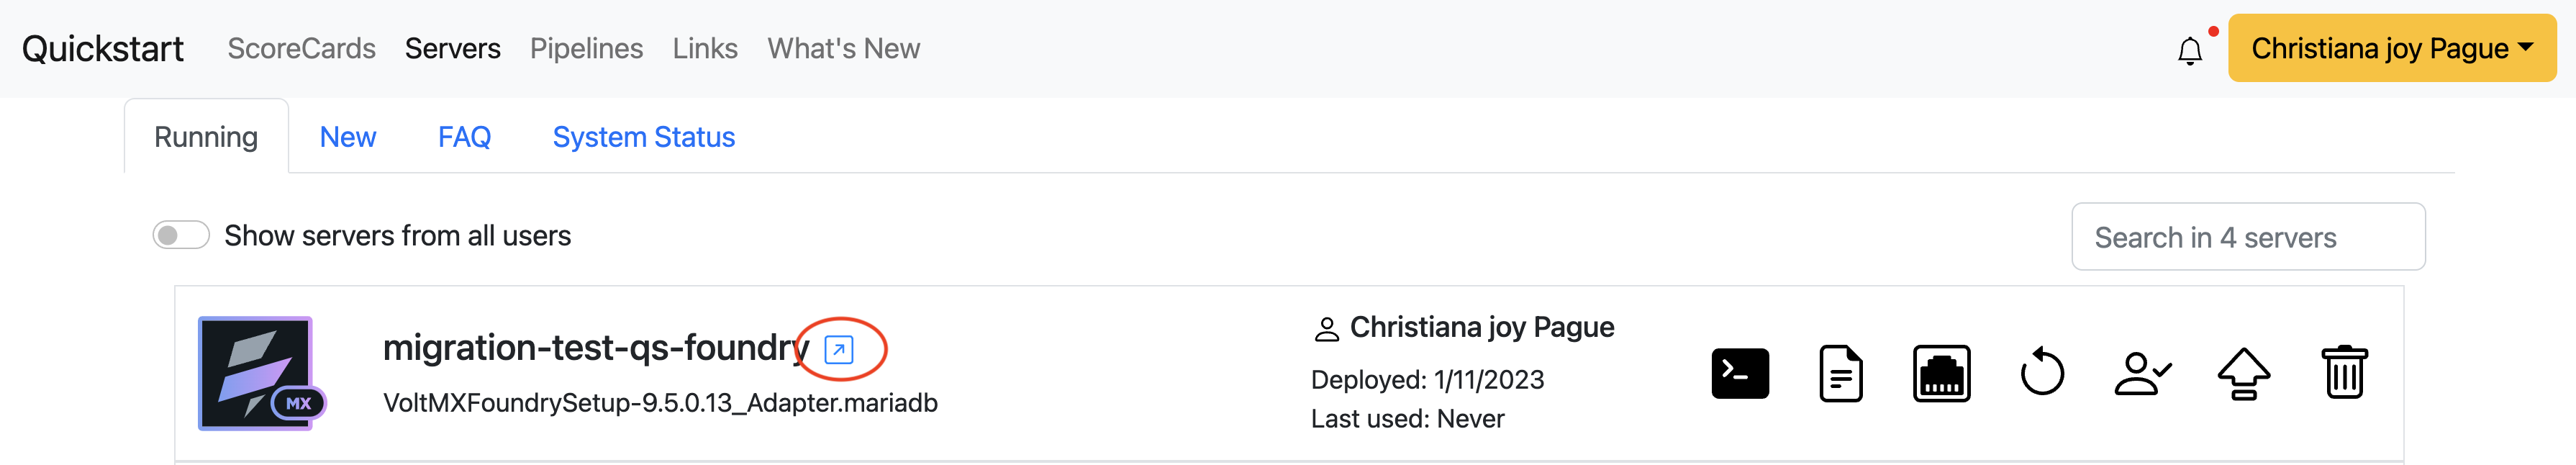 Quickstart ScoreCards Servers Pipelines Links What's New Christiana joy Pague
Running New FAQ System Status
Show servers from all users Search in 4 servers
migration-test-qs-foundry
VoltMXFoundrySetup-9.5.0.13_Adapter.mariadb
MX
Christiana joy Pague
Deployed: 1/11/2023
Last used: Never